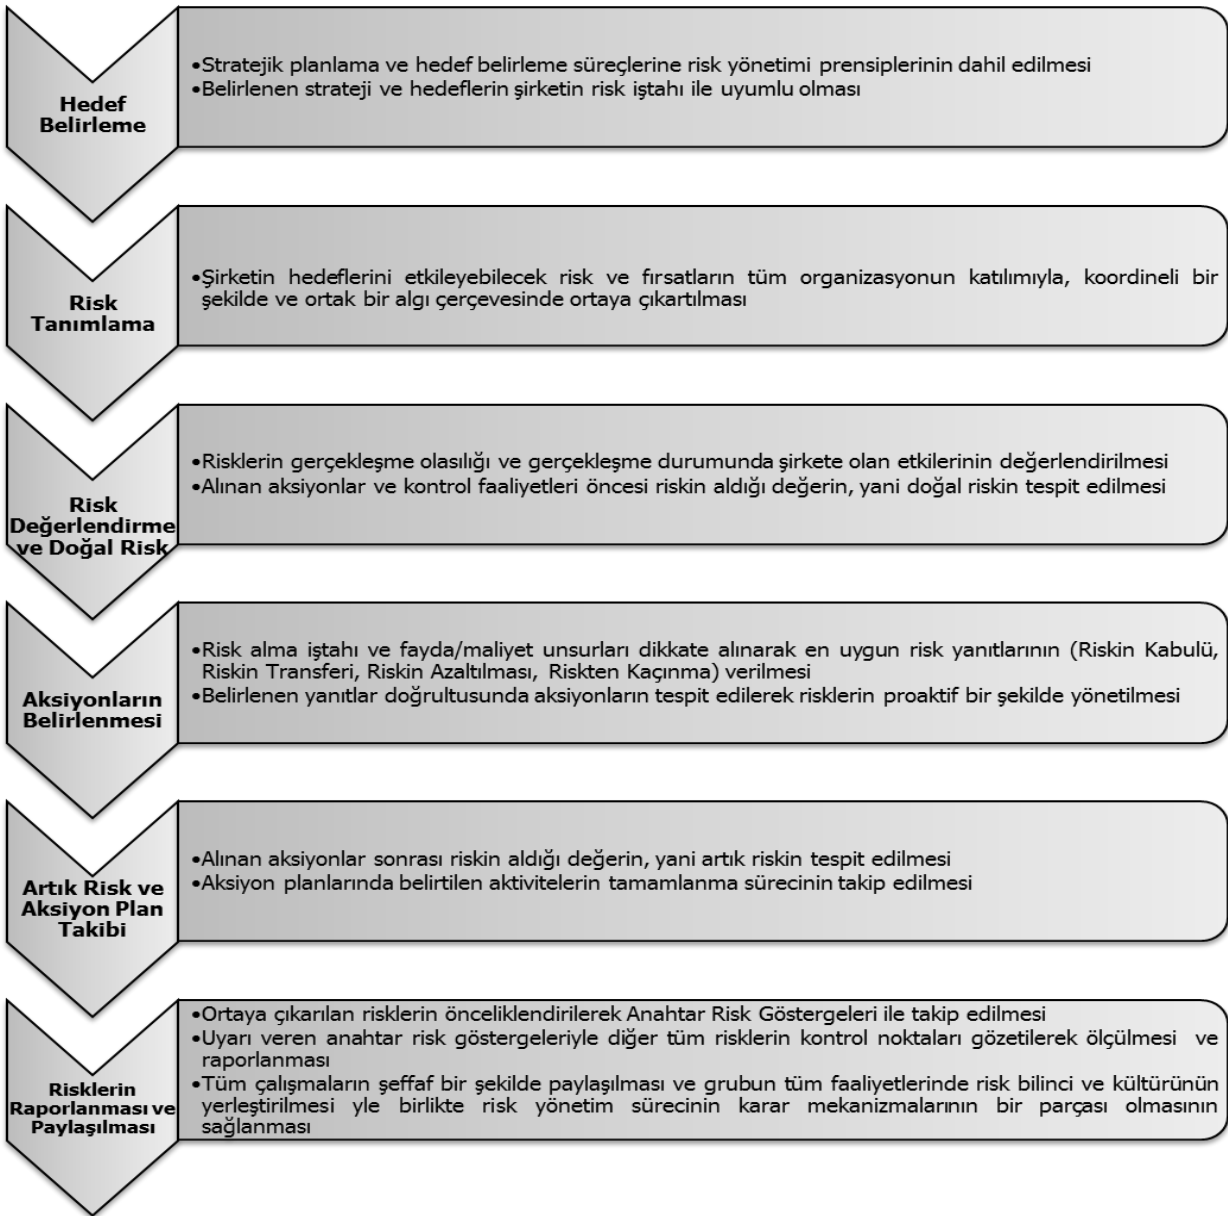 Hedef
Belirleme
•Stratejik planlama ve hedef belirleme süreçlerine risk yönetimi prensiplerinin dahil edilmesi
•Belirlenen strateji ve hedeflerin şirketin risk iştahı ile uyumlu olması
Risk
Tanımlama
•Şirketin hedeflerini etkileyebilecek risk ve fırsatların tüm organizasyonun katılımıyla, koordineli bir
şekilde ve ortak bir algı çerçevesinde ortaya çıkartılması
Risk
Değerlendirme
ve Doğal Risk
•Risklerin gerçekleşme olasılığı ve gerçekleşme durumunda şirkete olan etkilerinin değerlendirilmesi
•Alınan aksiyonlar ve kontrol faaliyetleri öncesi riskin aldığı değerin, yani doğal riskin tespit edilmesi
Aksiyonların
Belirlenmesi
•Risk alma iştahı ve fayda/maliyet unsurları dikkate alınarak en uygun risk yanıtlarının (Riskin Kabulü,
Riskin Transferi, Riskin Azaltılması, Riskten Kaçınma) verilmesi
•Belirlenen yanıtlar doğrultusunda aksiyonların tespit edilerek risklerin proaktif bir şekilde yönetilmesi
Artık Risk ve
Aksiyon Plan
Takibi
•Alınan aksiyonlar sonrası riskin aldığı değerin, yani artık riskin tespit edilmesi
•Aksiyon planlarında belirtilen aktivitelerin tamamlanma sürecinin takip edilmesi
Risklerin
Raporlanması ve
Paylaşılması
•Ortaya çıkarılan risklerin önceliklendirilerek Anahtar Risk Göstergeleri ile takip edilmesi
•Uyarı veren anahtar risk göstergeleriyle diğer tüm risklerin kontrol noktaları gözetilerek ölçülmesi ve
raporlanması
•Tüm çalışmaların şeffaf bir şekilde paylaşılması ve grubun tüm faaliyetlerinde risk bilinci ve kültürünün
yerleştirilmesi yle birlikte risk yönetim sürecinin karar mekanizmalarının bir parçası olmasının
sağlanması